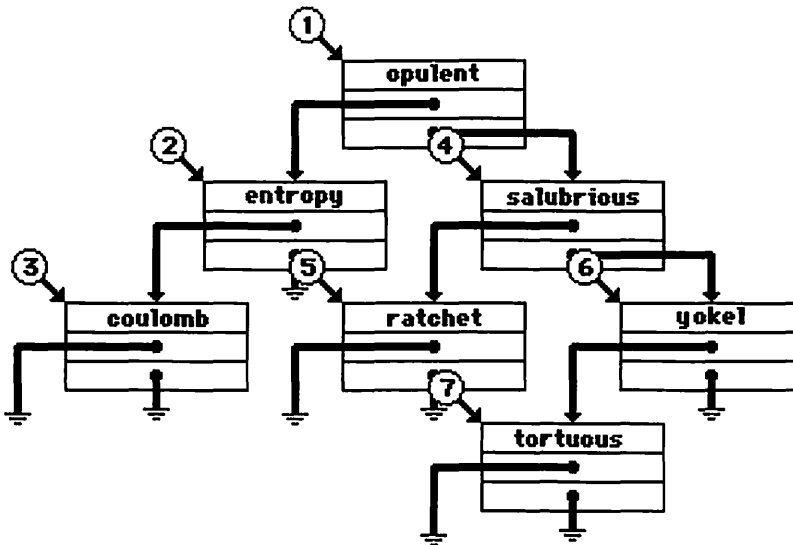 1
opulent
2
4
entropy
salubrious
3
5
6
coulomb
ratchet
yokel
7
tortuous